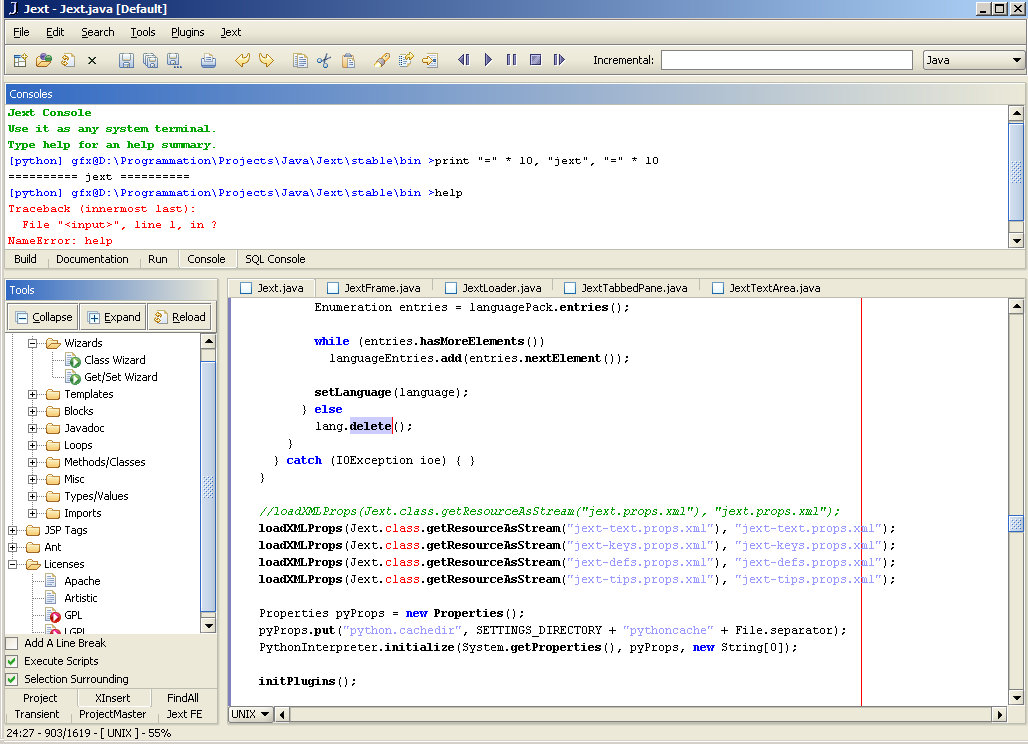 Jext - Jext.java [Default]
File Edit Search Tools Plugins Jext
Incremental: Java
Consoles
Jext Console
Use it as any system terminal.
Type help for an help summary.
[python] gfx@D:\Programmation\Projects\Java\Jext\stable\bin >print "=" * 10, "jext", "=" * 10
========== jext ==========
[python] gfx@D:\Programmation\Projects\Java\Jext\stable\bin >help
Traceback (innermost last):
  File "<input>", line 1, in ?
NameError: help
Build Documentation Run Console SQL Console
Tools
Collapse Expand Reload
Wizards
Class Wizard
Get/Set Wizard
Templates
Blocks
Javadoc
Loops
Methods/Classes
Misc
Types/Values
Imports
JSP Tags
Ant
Licenses
Apache
Artistic
GPL
LGPL
Add A Line Break
Execute Scripts
Selection Surrounding
Project XInsert FindAll
Transient ProjectMaster Jext FE
Jext.java JextFrame.java JextLoader.java JextTabbedPane.java JextTextArea.java
Enumeration entries = languagePack.entries();
while (entries.hasMoreElements())
languageEntries.add(entries.nextElement());
setLanguage(language);
} else
lang.delete();
}
} catch (IOException ioe) { }
}
//loadXMLProps(Jext.class.getResourceAsStream("jext.props.xml"), "jext.props.xml");
loadXMLProps(Jext.class.getResourceAsStream("jext-text.props.xml"), "jext-text.props.xml");
loadXMLProps(Jext.class.getResourceAsStream("jext-keys.props.xml"), "jext-keys.props.xml");
loadXMLProps(Jext.class.getResourceAsStream("jext-defs.props.xml"), "jext-defs.props.xml");
loadXMLProps(Jext.class.getResourceAsStream("jext-tips.props.xml"), "jext-tips.props.xml");
Properties pyProps = new Properties();
pyProps.put("python.cachedir", SETTINGS_DIRECTORY + "pythoncache" + File.separator);
PythonInterpreter.initialize(System.getProperties(), pyProps, new String[0]);
initPlugins();
UNIX
24:27 - 903/1619 - [ UNIX ] - 55%